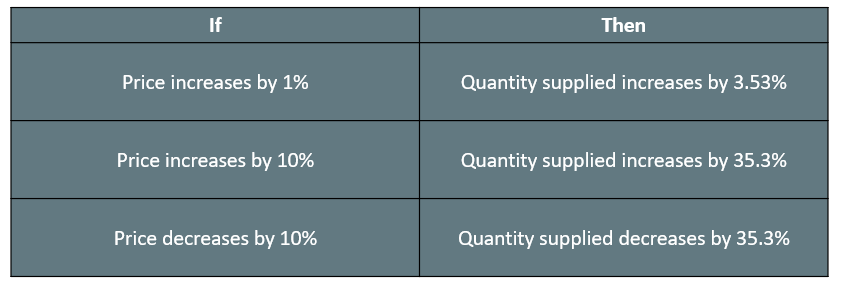 If
Then
Price increases by 1%
Quantity supplied increases by 3.53%
Price increases by 10%
Quantity supplied increases by 35.3%
Price decreases by 10%
Quantity supplied decreases by 35.3%